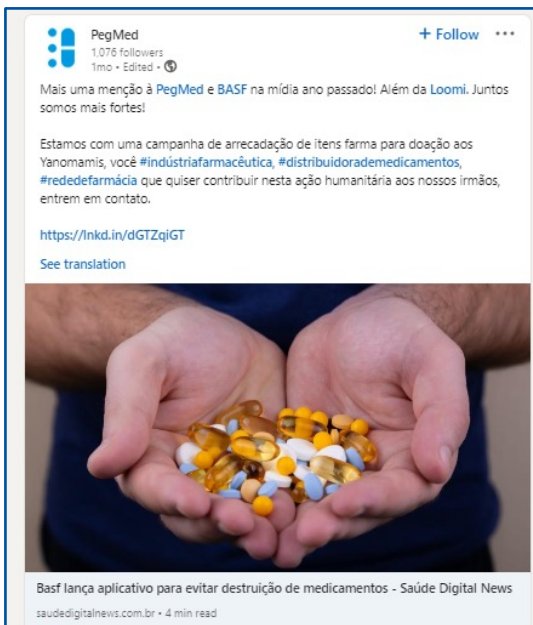 PegMed
+ Follow ...
1,076 followers
1mo • Edited •
Mais uma menção à PegMed e BASF na mídia ano passado! Além da Loomi. Juntos
somos mais fortes!
Estamos com uma campanha de arrecadação de itens farma para doação aos
Yanomamis, você #indústriafarmacêutica, #distribuidorademedicamentos,
#rededefarmácia que quiser contribuir nesta ação humanitária aos nossos irmãos,
entrem em contato.
https://lnkd.in/dGTZqiGT
See translation
Basf lança aplicativo para evitar destruição de medicamentos - Saúde Digital News
saudedigitalnews.com.br • 4 min read